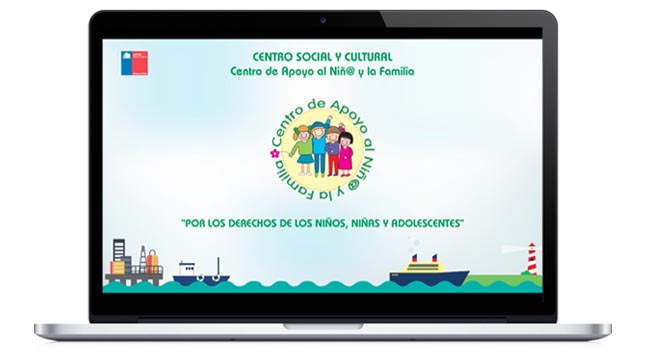 CENTRO SOCIAL Y CULTURAL
Centro de Apoyo al Niñ@ y la Familia
Centro de Apoyo al Niñ@ y la Familia
"POR LOS DERECHOS DE LOS NIÑOS, NIÑAS Y ADOLESCENTES"